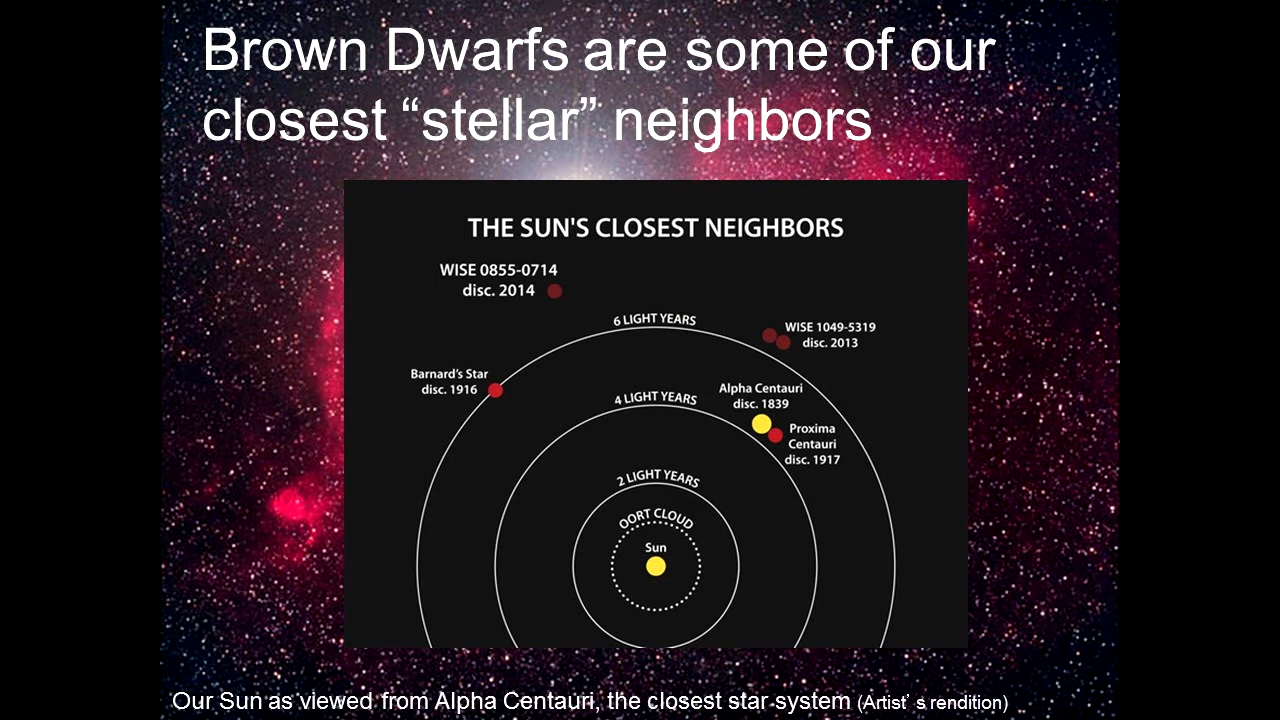 Brown Dwarfs are some of our
closest “stellar” neighbors
THE SUN'S CLOSEST NEIGHBORS
WISE 0855-0714
disc. 2014
6 LIGHT YEARS
WISE 1049-5319
disc. 2013
Barnard’s Star
disc. 1916
Alpha Centauri
disc. 1839
4 LIGHT YEARS
Proxima
Centauri
disc. 1917
2 LIGHT YEARS
OORT CLOUD
Sun
Our Sun as viewed from Alpha Centauri, the closest star system (Artist’ s rendition)